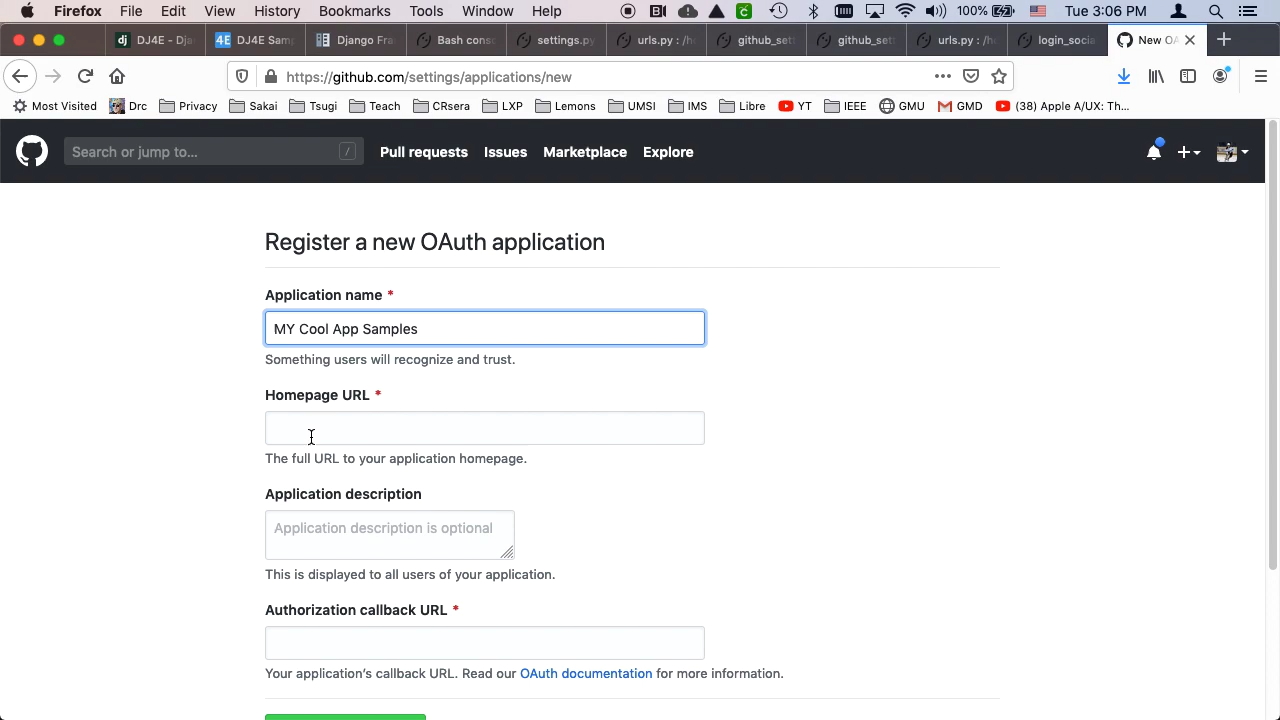 Firefox File Edit View History Bookmarks Tools Window Help 100% Tue 3:06 PM
DJ4E - Dja 4E DJ4E Sam Django Fra Bash Conso settings.py urls.py : /ho github_sett github_sett urls.py : /ho login_socia New OA
https://github.com/settings/applications/new
Most Visited Drc Privacy Sakai Tsugi Teach CRsera LXP Lemons UMSI IMS Libre YT IEEE GMU GMD (38) Apple A/UX: Th...
Search or jump to... / Pull requests Issues Marketplace Explore
Register a new OAuth application
Application name *
MY Cool App Samples
Something users will recognize and trust.
Homepage URL *
The full URL to your application homepage.
Application description
Application description is optional
This is displayed to all users of your application.
Authorization callback URL *
Your application's callback URL. Read our OAuth documentation for more information.